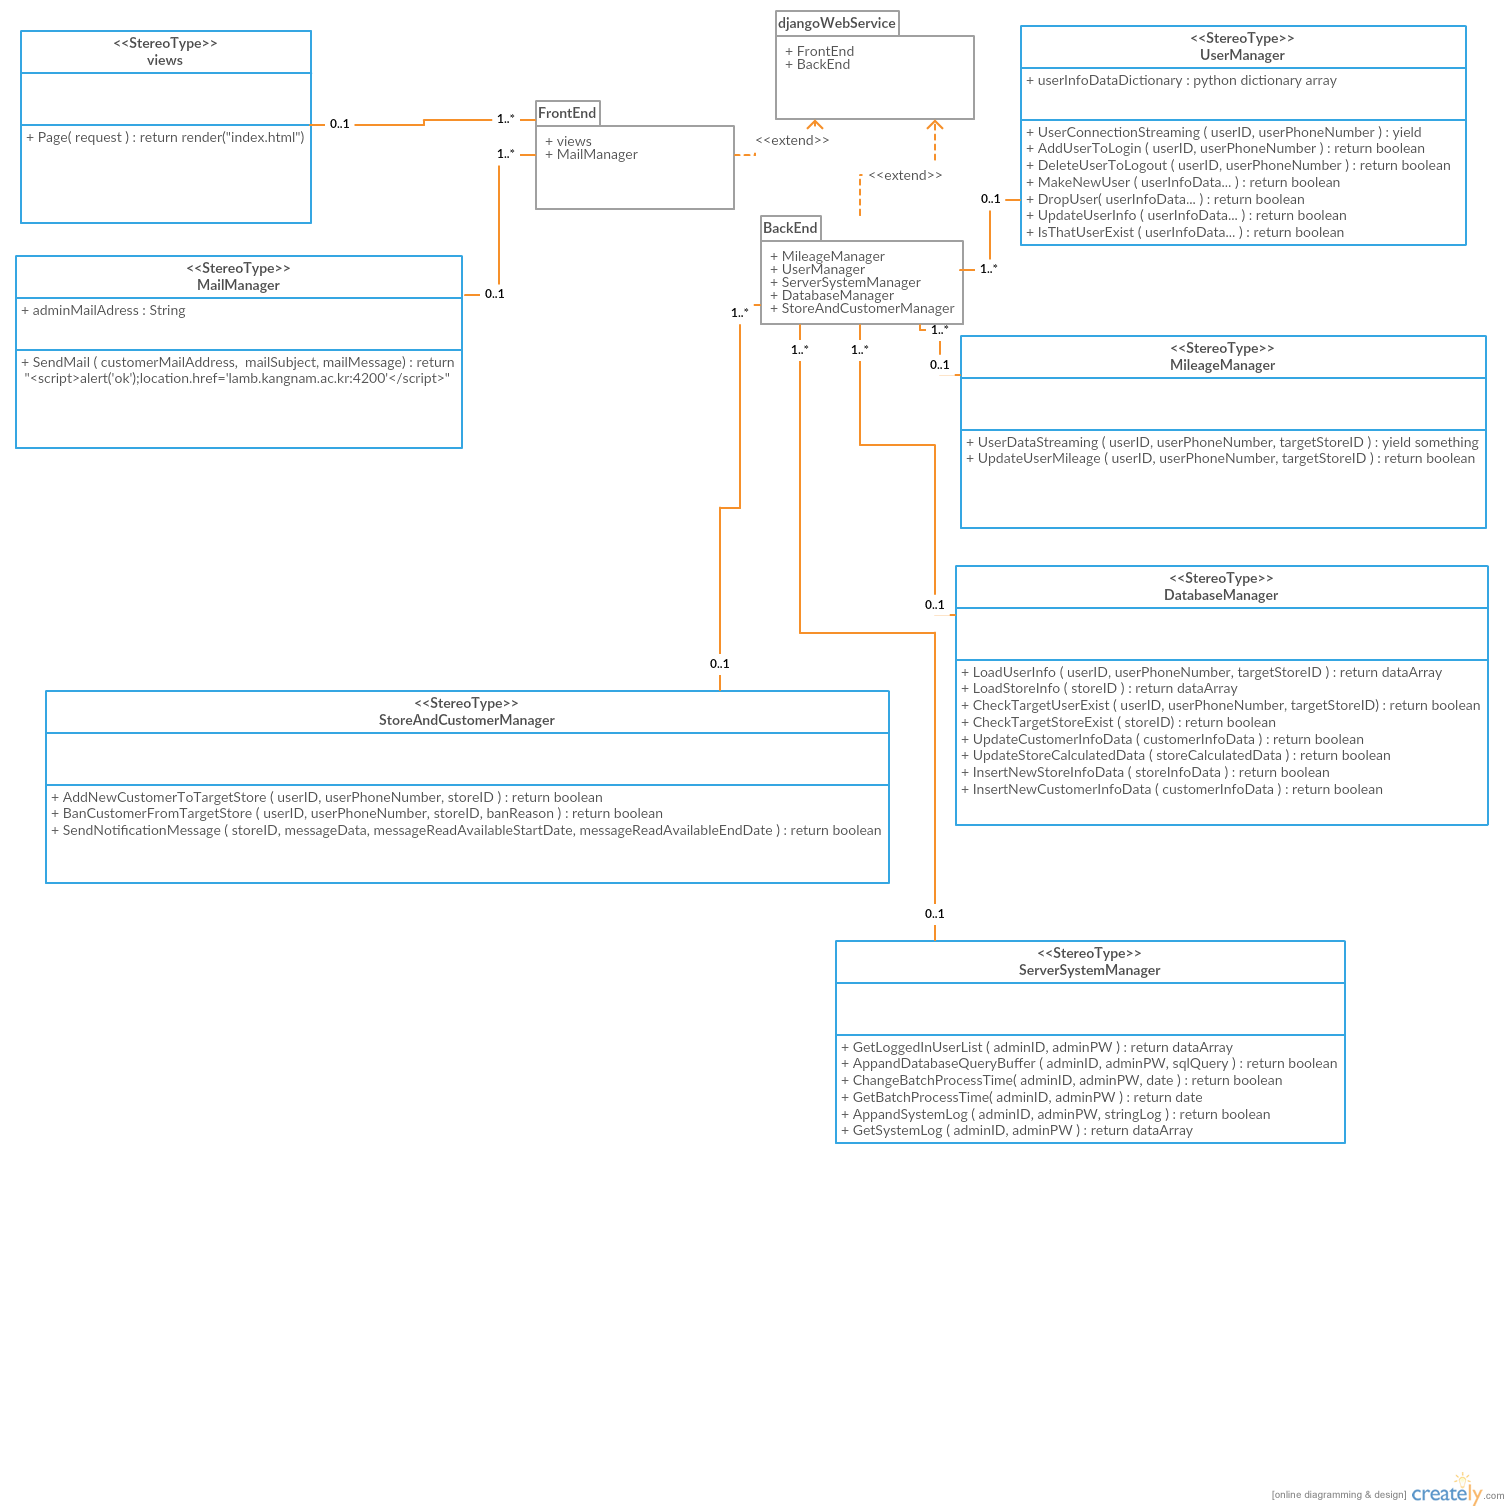 djangoWebService
+ FrontEnd
+ BackEnd
<<StereoType>>
views
+ Page( request ) : return render("index.html")
0..1
1..*
FrontEnd
+ views
+ MailManager
1..*
0..1
<<extend>>
<<extend>>
<<StereoType>>
UserManager
+ userInfoDataDictionary : python dictionary array
+ UserConnectionStreaming ( userID, userPhoneNumber ) : yield
+ AddUserToLogin ( userID, userPhoneNumber ) : return boolean
+ DeleteUserToLogout ( userID, userPhoneNumber ) : return boolean
+ MakeNewUser ( userInfoData... ) : return boolean
+ DropUser( userInfoData... ) : return boolean
+ UpdateUserInfo ( userInfoData... ) : return boolean
+ IsThatUserExist ( userInfoData... ) : return boolean
0..1
1..*
<<StereoType>>
MailManager
+ adminMailAdress : String
+ SendMail ( customerMailAddress,  mailSubject, mailMessage) : return
"<script>alert('ok');location.href='lamb.kangnam.ac.kr:4200'</script>"
BackEnd
+ MileageManager
+ UserManager
+ ServerSystemManager
+ DatabaseManager
+ StoreAndCustomerManager
1..*
1..*
1..*
1..*
0..1
<<StereoType>>
MileageManager
+ UserDataStreaming ( userID, userPhoneNumber, targetStoreID ) : yield something
+ UpdateUserMileage ( userID, userPhoneNumber, targetStoreID ) : return boolean
0..1
<<StereoType>>
DatabaseManager
+ LoadUserInfo ( userID, userPhoneNumber, targetStoreID ) : return dataArray
+ LoadStoreInfo ( storeID ) : return dataArray
+ CheckTargetUserExist ( userID, userPhoneNumber, targetStoreID) : return boolean
+ CheckTargetStoreExist ( storeID) : return boolean
+ UpdateCustomerInfoData ( customerInfoData ) : return boolean
+ UpdateStoreCalculatedData ( storeCalculatedData ) : return boolean
+ InsertNewStoreInfoData ( storeInfoData ) : return boolean
+ InsertNewCustomerInfoData ( customerInfoData ) : return boolean
0..1
<<StereoType>>
StoreAndCustomerManager
+ AddNewCustomerToTargetStore ( userID, userPhoneNumber, storeID ) : return boolean
+ BanCustomerFromTargetStore ( userID, userPhoneNumber, storeID, banReason ) : return boolean
+ SendNotificationMessage ( storeID, messageData, messageReadAvailableStartDate, messageReadAvailableEndDate ) : return boolean
0..1
<<StereoType>>
ServerSystemManager
+ GetLoggedInUserList ( adminID, adminPW ) : return dataArray
+ AppandDatabaseQueryBuffer ( adminID, adminPW, sqlQuery ) : return boolean
+ ChangeBatchProcessTime( adminID, adminPW, date ) : return boolean
+ GetBatchProcessTime( adminID, adminPW ) : return date
+ AppandSystemLog ( adminID, adminPW, stringLog ) : return boolean
+ GetSystemLog ( adminID, adminPW ) : return dataArray
[online diagramming & design] creately.com